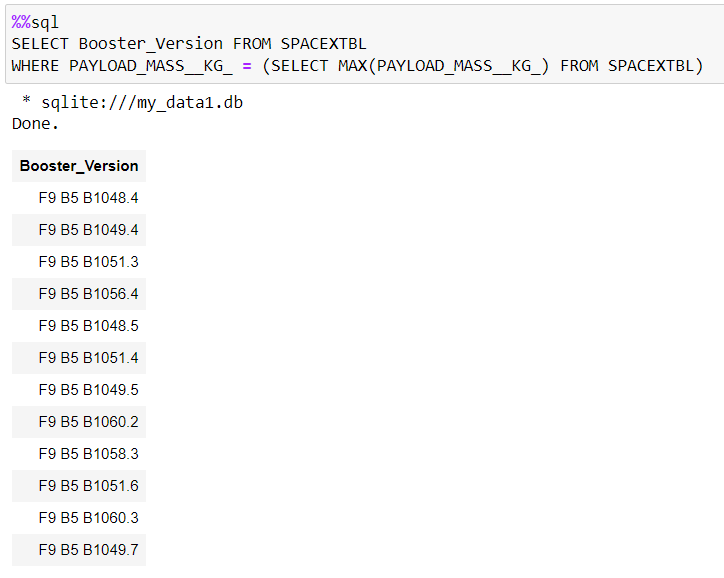 %%sql
SELECT Booster_Version FROM SPACEXTBL
WHERE PAYLOAD_MASS__KG_ = (SELECT MAX(PAYLOAD_MASS__KG_) FROM SPACEXTBL)
* sqlite:///my_data1.db
Done.
Booster_Version
F9 B5 B1048.4
F9 B5 B1049.4
F9 B5 B1051.3
F9 B5 B1056.4
F9 B5 B1048.5
F9 B5 B1051.4
F9 B5 B1049.5
F9 B5 B1060.2
F9 B5 B1058.3
F9 B5 B1051.6
F9 B5 B1060.3
F9 B5 B1049.7